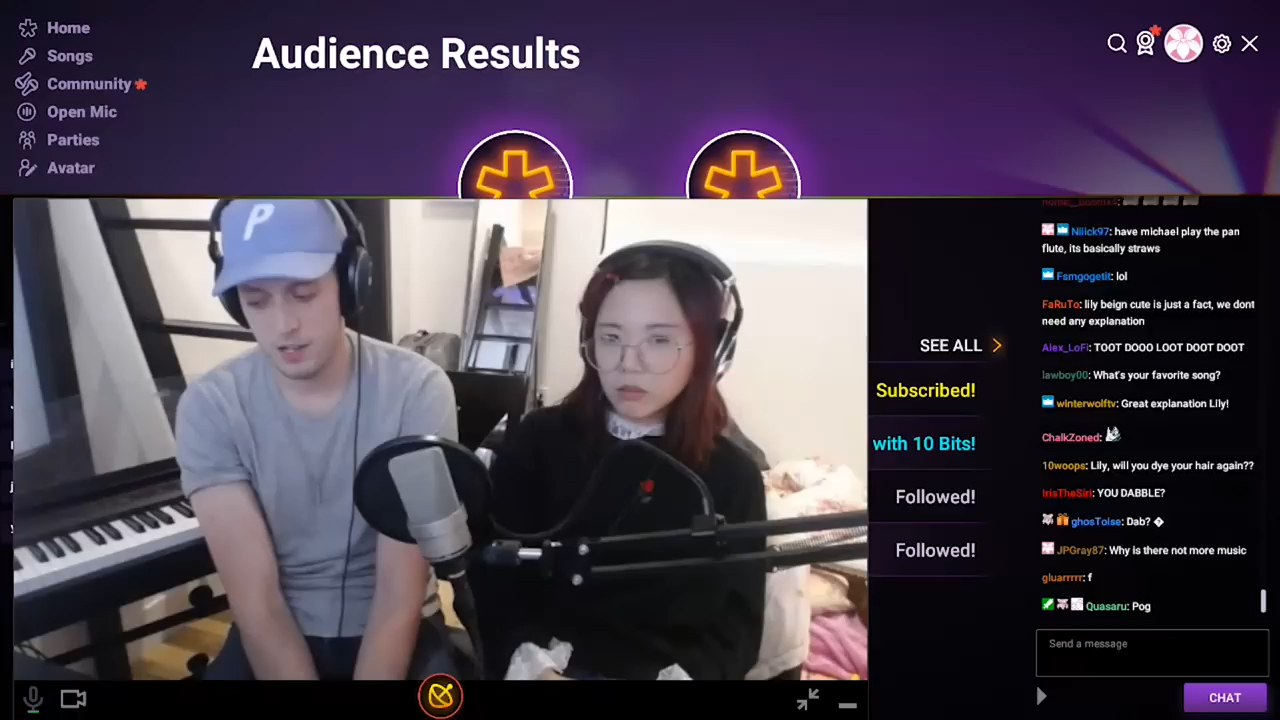 Home
Songs
Community
Open Mic
Parties
Avatar
Audience Results
P
SEE ALL
Subscribed!
with 10 Bits!
Followed!
Followed!
Niiick97: have michael play the pan
flute, its basically straws
Fsmgogetit: lol
FaRuTo: lily beign cute is just a fact, we dont
need any explanation
Alex_LoFi: TOOT DOOO LOOT DOOT DOOT
lawboy00: What's your favorite song?
winterwolftv: Great explanation Lily!
ChalkZoned:
10woops: Lily, will you dye your hair again??
IrisTheSiri: YOU DABBLE?
ghosToise: Dab? �
JPGray87: Why is there not more music
gluarrrrr: f
Quasaru: Pog
Send a message
CHAT